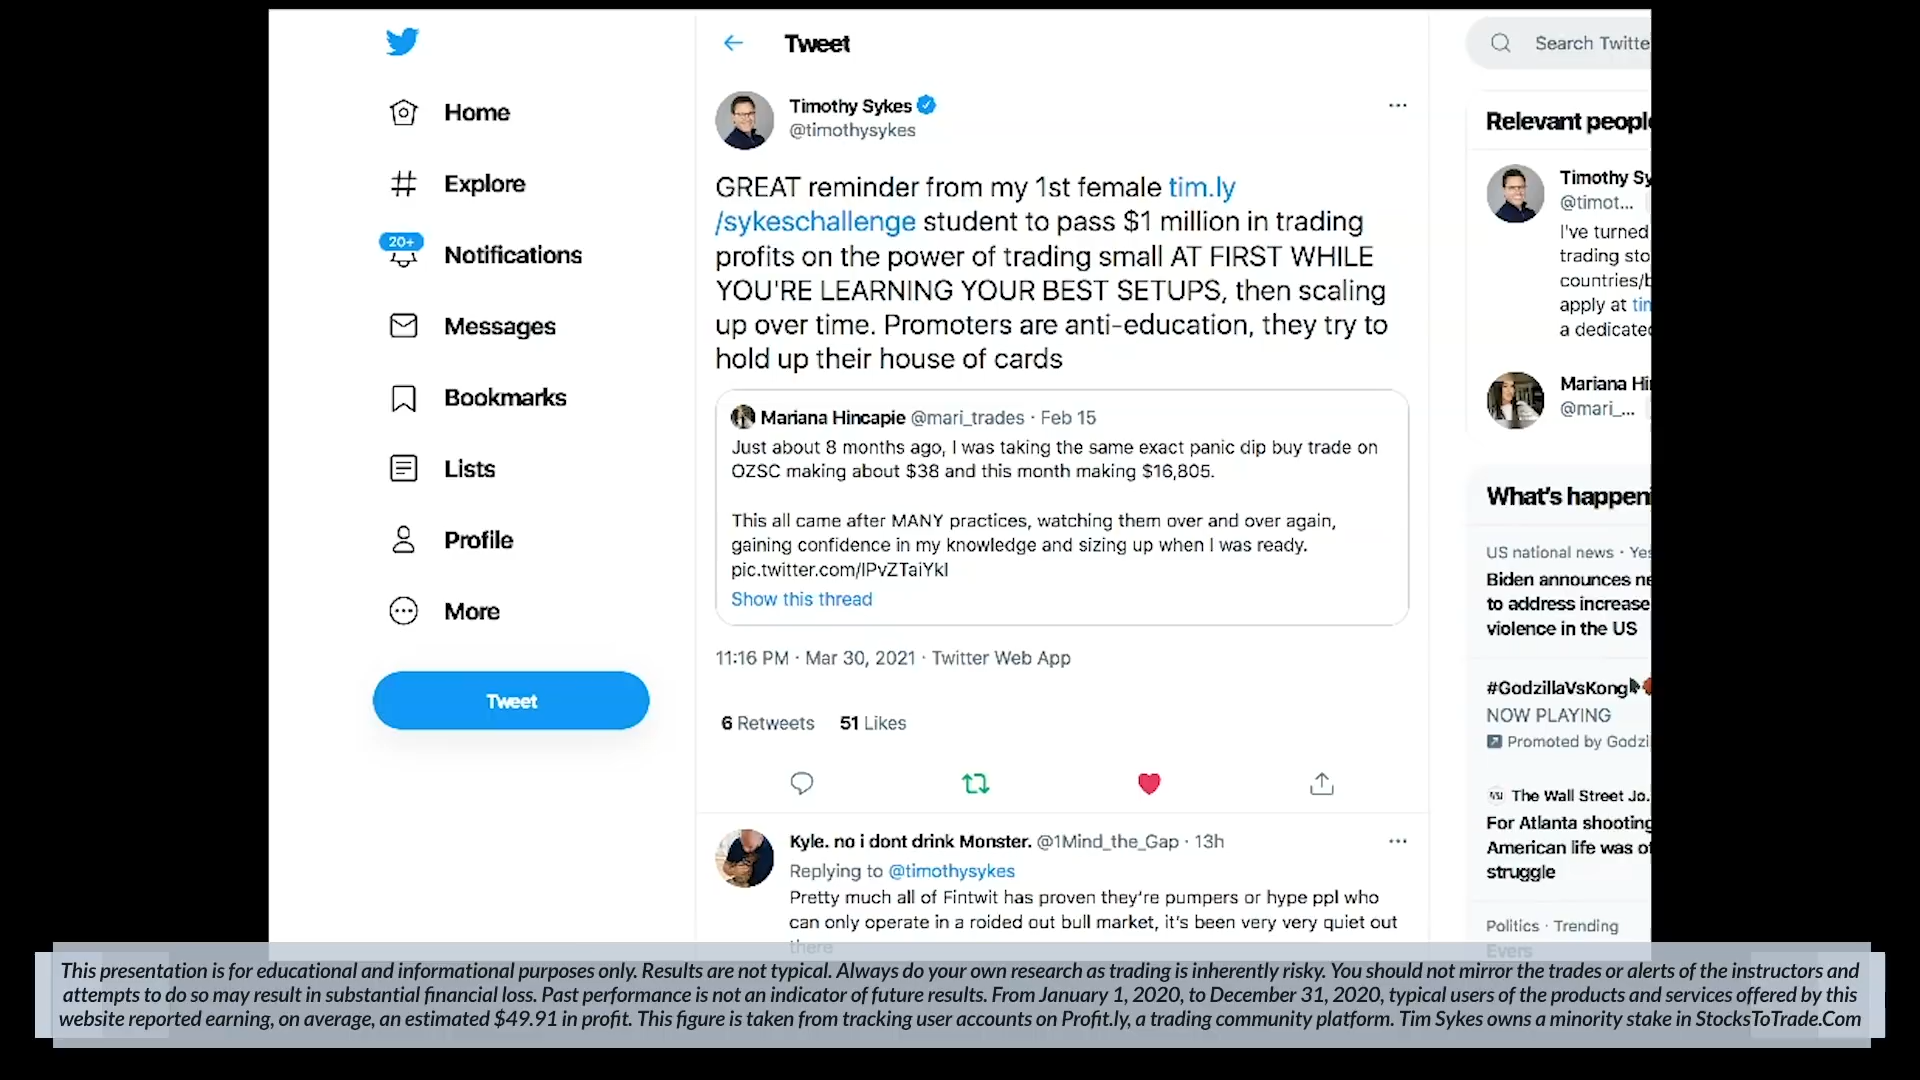 Home
Explore
20+
Notifications
Messages
Bookmarks
Lists
Profile
More
Tweet
Tweet
Timothy Sykes
@timothysykes
GREAT reminder from my 1st female tim.ly
/sykeschallenge student to pass $1 million in trading
profits on the power of trading small AT FIRST WHILE
YOU'RE LEARNING YOUR BEST SETUPS, then scaling
up over time. Promoters are anti-education, they try to
hold up their house of cards
Mariana Hincapie @mari_trades · Feb 15
Just about 8 months ago, I was taking the same exact panic dip buy trade on
OZSC making about $38 and this month making $16,805.
This all came after MANY practices, watching them over and over again,
gaining confidence in my knowledge and sizing up when I was ready.
pic.twitter.com/lPvZTaiYkl
Show this thread
11:16 PM · Mar 30, 2021 · Twitter Web App
6 Retweets 51 Likes
Kyle. no i dont drink Monster. @1Mind_the_Gap · 13h
Replying to @timothysykes
Pretty much all of Fintwit has proven they're pumpers or hype ppl who
can only operate in a roided out bull market, it's been very very quiet out
there
Search Twitte
Relevant people
Timothy Sy
@timot...
I've turned
trading sto
countries/b
apply at tim
a dedicated
Mariana Hi
@mari_...
What's happeni
US national news · Yes
Biden announces ne
to address increase
violence in the US
#GodzillaVsKong
NOW PLAYING
Promoted by Godzi
WSJ The Wall Street Jo.
For Atlanta shooting
American life was of
struggle
Politics · Trending
Evers
This presentation is for educational and informational purposes only. Results are not typical. Always do your own research as trading is inherently risky. You should not mirror the trades or alerts of the instructors and
attempts to do so may result in substantial financial loss. Past performance is not an indicator of future results. From January 1, 2020, to December 31, 2020, typical users of the products and services offered by this
website reported earning, on average, an estimated $49.91 in profit. This figure is taken from tracking user accounts on Profit.ly, a trading community platform. Tim Sykes owns a minority stake in StocksToTrade.Com